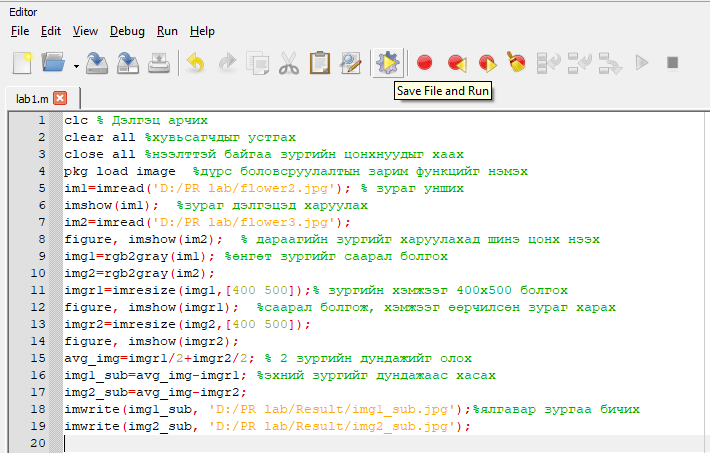 Editor
File Edit View Debug Run Help
Save File and Run
lab1.m
1 clc % Дэлгэц арчих
2 clear all %хувьсагчдыг устгах
3 close all %нээлттэй байгаа зургийн цонхнуудыг хаах
4 pkg load image %дүрс боловсруулалтын зарим функцийг нэмэх
5 im1=imread('D:/PR lab/flower2.jpg'); % зураг унших
6 imshow(im1); %зураг дэлгэцэд харуулах
7 im2=imread('D:/PR lab/flower3.jpg');
8 figure, imshow(im2); % дараагийн зургийг харуулахад шинэ цонх нээх
9 img1=rgb2gray(im1); %өнгөт зургийг саарал болгох
10 img2=rgb2gray(im2);
11 imgr1=imresize(img1,[400 500]);% зургийн хэмжээг 400x500 болгох
12 figure, imshow(imgr1); %саарал болгож, хэмжээг өөрчилсөн зураг харах
13 imgr2=imresize(img2,[400 500]);
14 figure, imshow(imgr2);
15 avg_img=imgr1/2+imgr2/2; % 2 зургийн дундажийг олох
16 img1_sub=avg_img-imgr1; %эхний зургийг дундажаас хасах
17 img2_sub=avg_img-imgr2;
18 imwrite(img1_sub, 'D:/PR lab/Result/img1_sub.jpg');%ялгавар зургаа бичих
19 imwrite(img2_sub, 'D:/PR lab/Result/img2_sub.jpg');
20